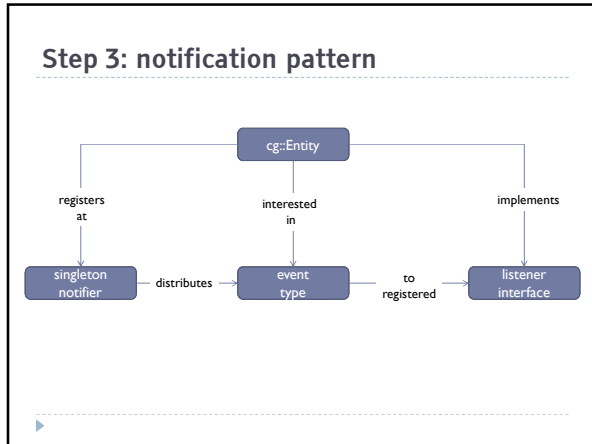 Step 3: notification pattern
cg::Entity
registers
at
interested
in
implements
singleton
notifier
distributes
event
type
to
registered
listener
interface